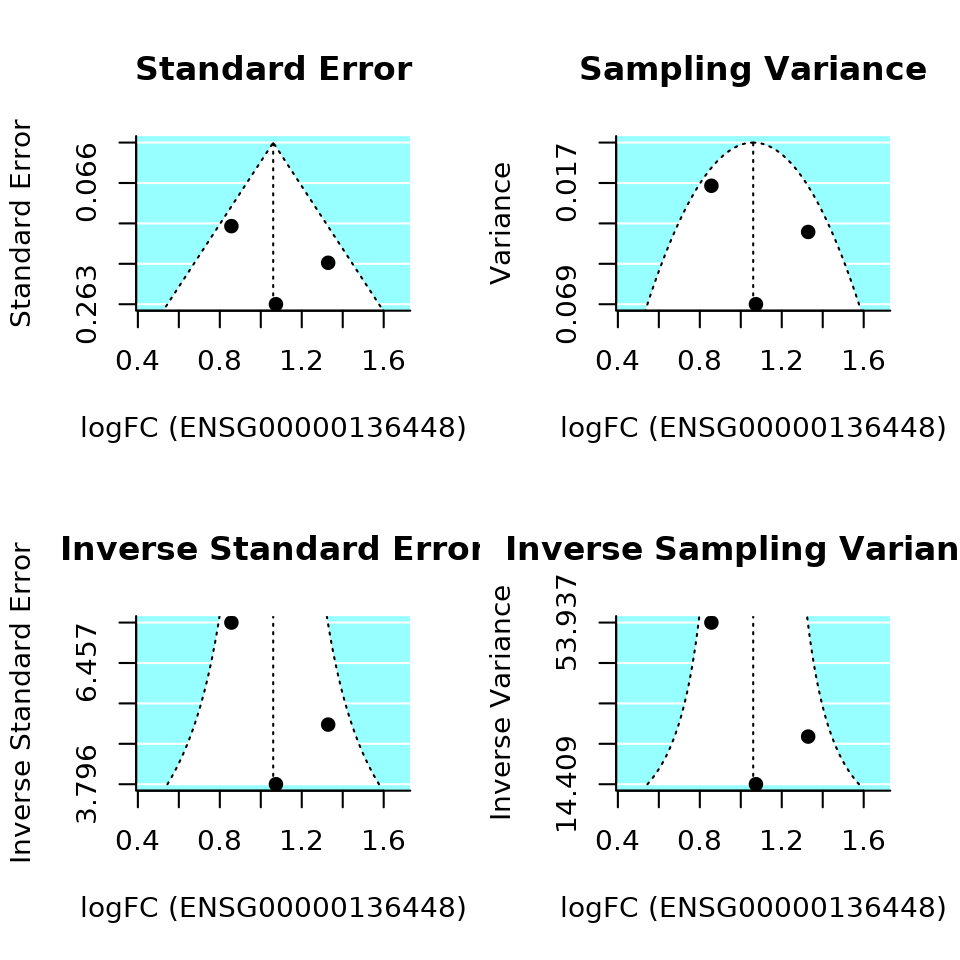 Standard Error
Standard Error
0.066
0.263
0.4 0.8 1.2 1.6
logFC (ENSG00000136448)
Sampling Variance
Variance
0.017
0.069
0.4 0.8 1.2 1.6
logFC (ENSG00000136448)
Inverse Standard Error
Inverse Standard Error
6.457
3.796
0.4 0.8 1.2 1.6
logFC (ENSG00000136448)
Inverse Sampling Varian
Inverse Variance
53.937
14.409
0.4 0.8 1.2 1.6
logFC (ENSG00000136448)